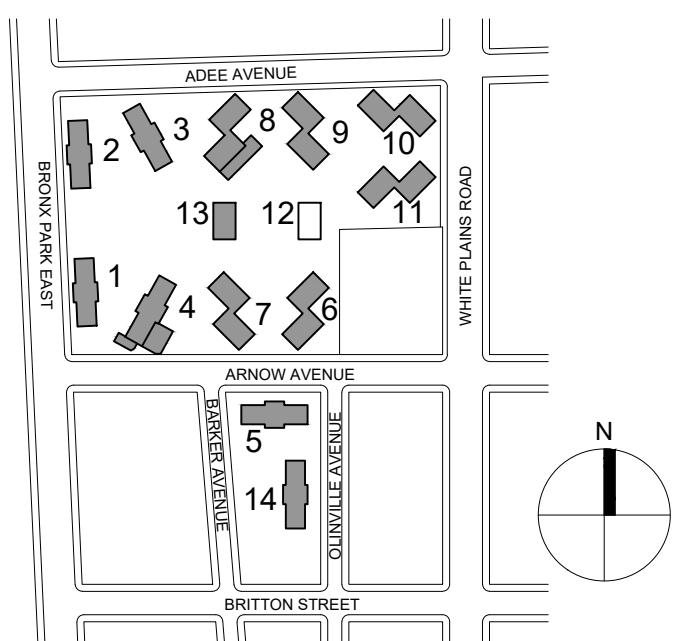 ADEE AVENUE
8
3
9
10
2
BRONX PARK EAST
WHITE PLAINS ROAD
13
12
11
1
4
7
6
ARNOW AVENUE
BARKER AVENUE
5
OLINVILLE AVENUE
N
14
BRITTON STREET